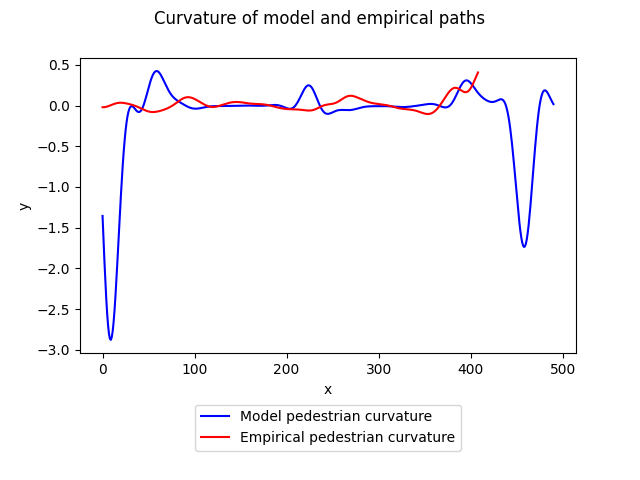 Curvature of model and empirical paths
0.5
0.0
−0.5
−1.0
−1.5
−2.0
−2.5
−3.0
y
0 100 200 300 400 500
x
Model pedestrian curvature
Empirical pedestrian curvature